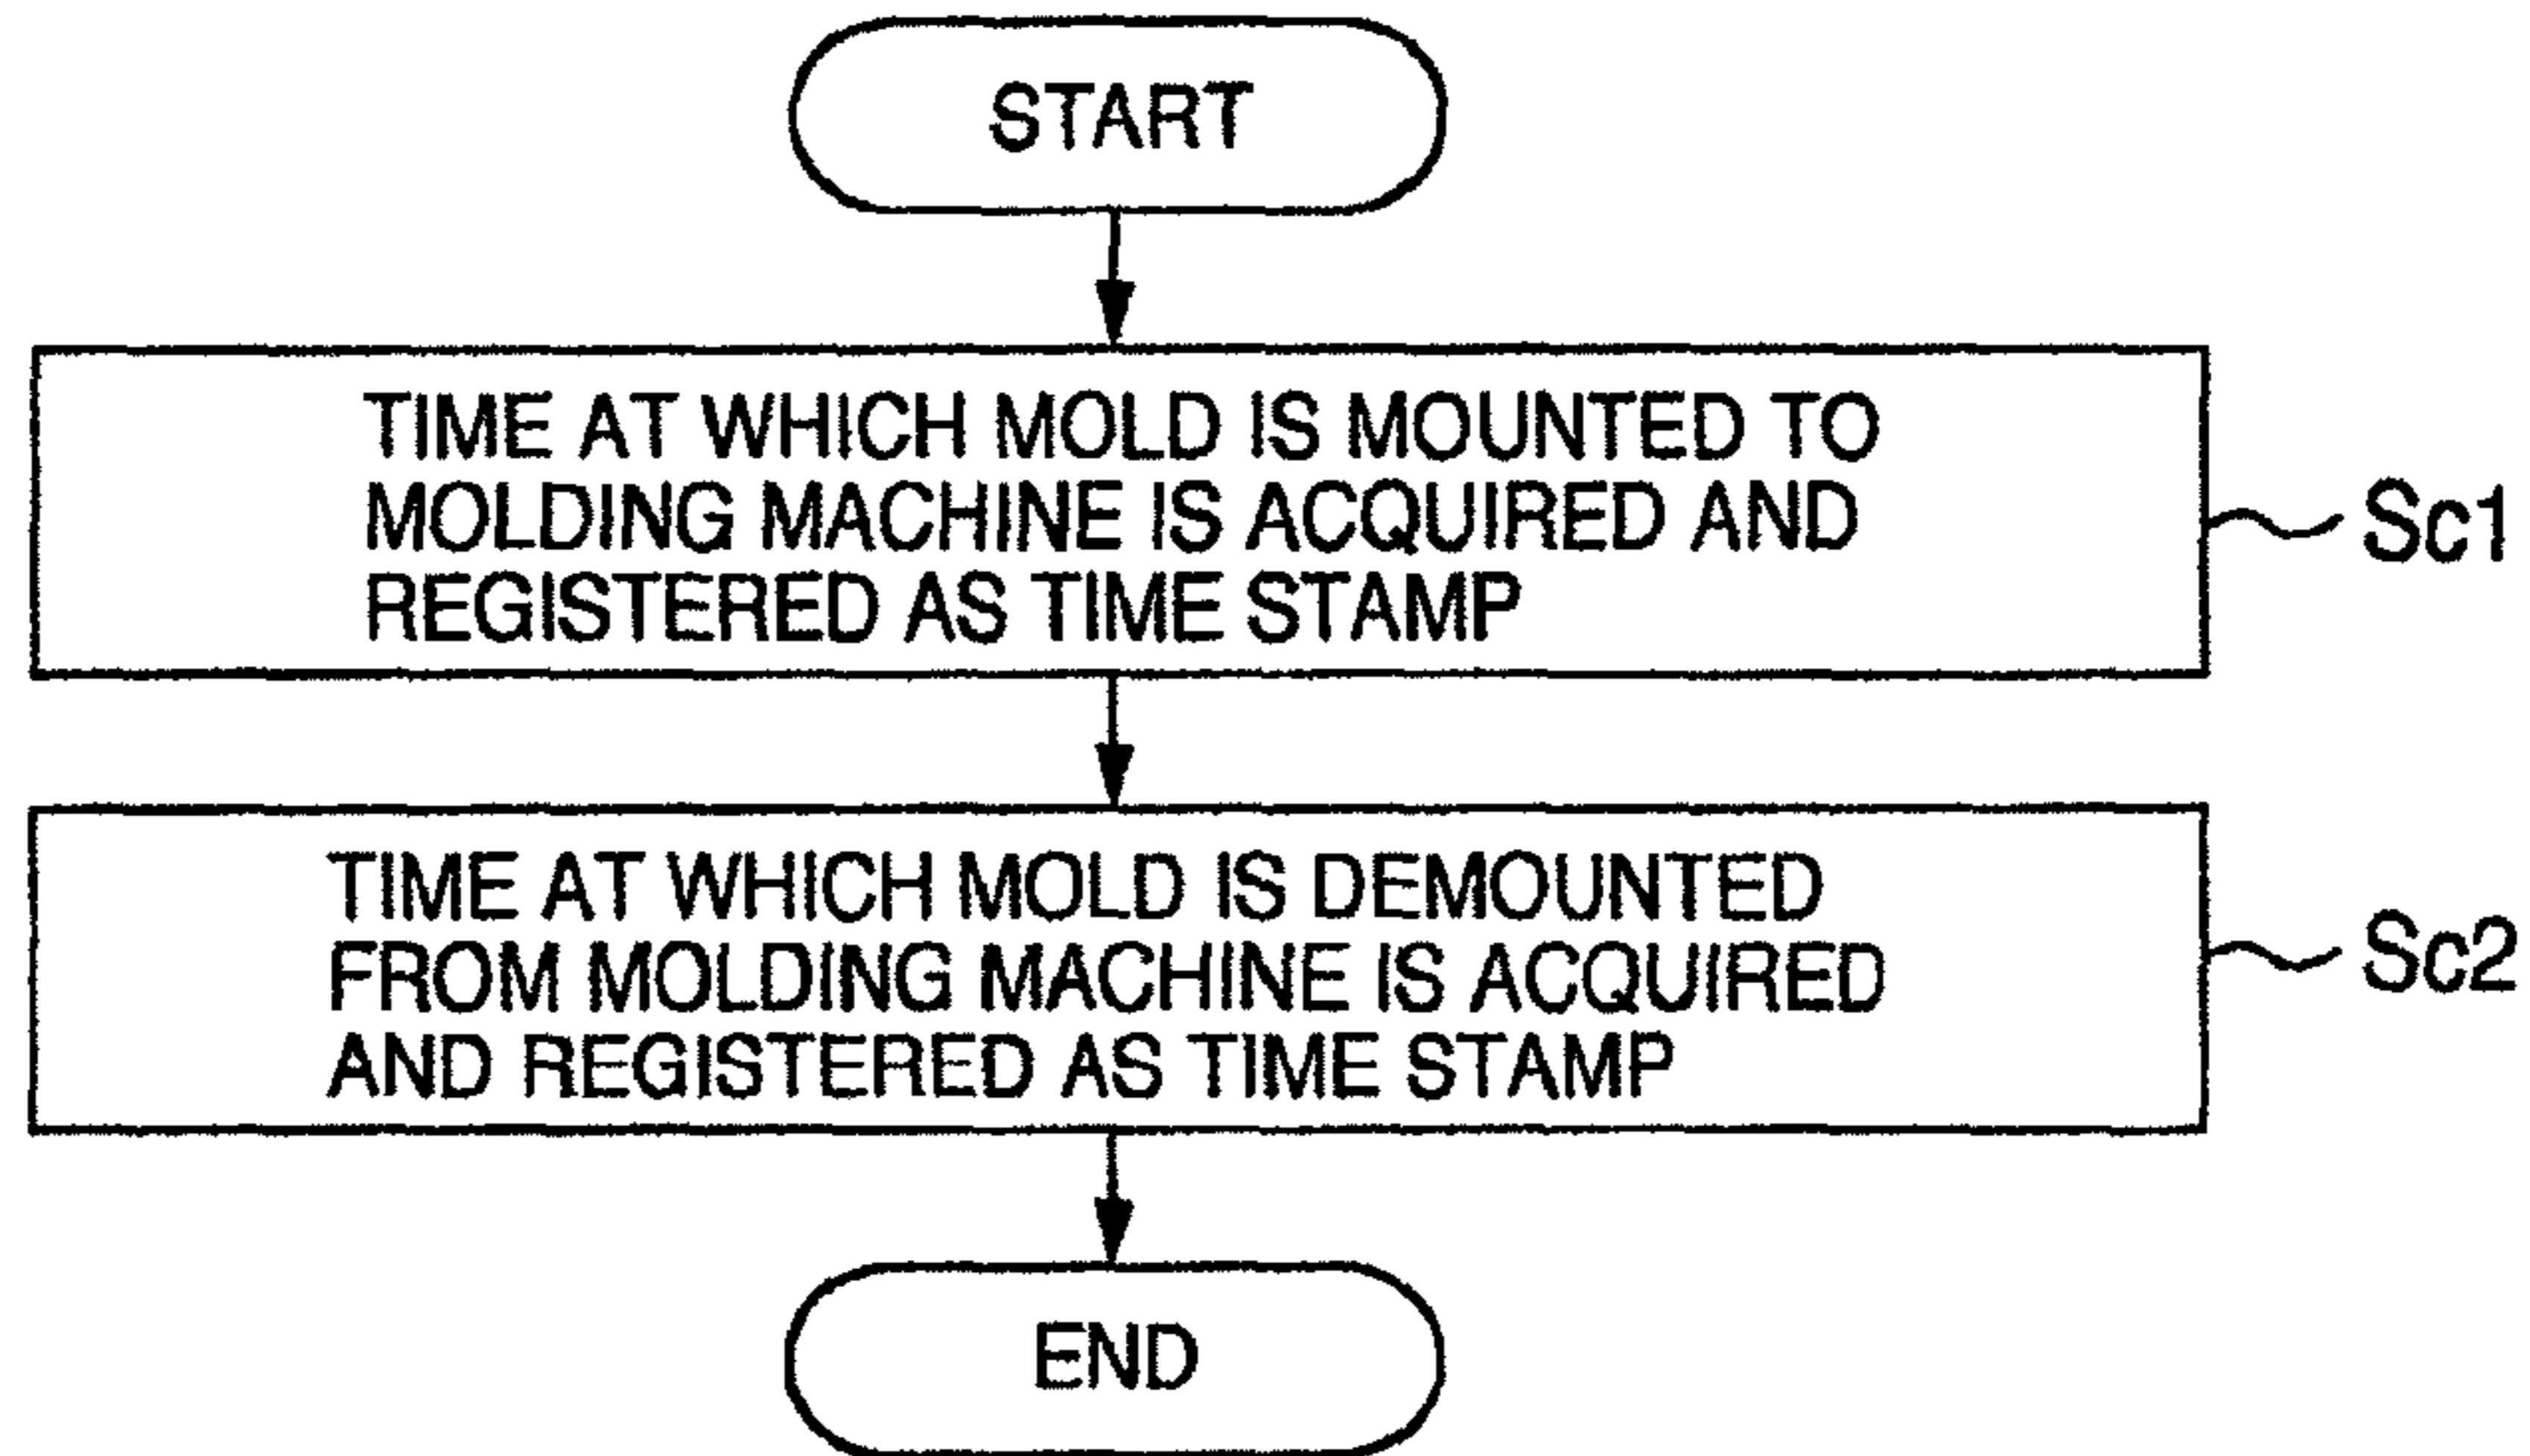 START
TIME AT WHICH MOLD IS MOUNTED TO
MOLDING MACHINE IS ACQUIRED AND
REGISTERED AS TIME STAMP
Sc1
TIME AT WHICH MOLD IS DEMOUNTED
FROM MOLDING MACHINE IS ACQUIRED
AND REGISTERED AS TIME STAMP
Sc2
END